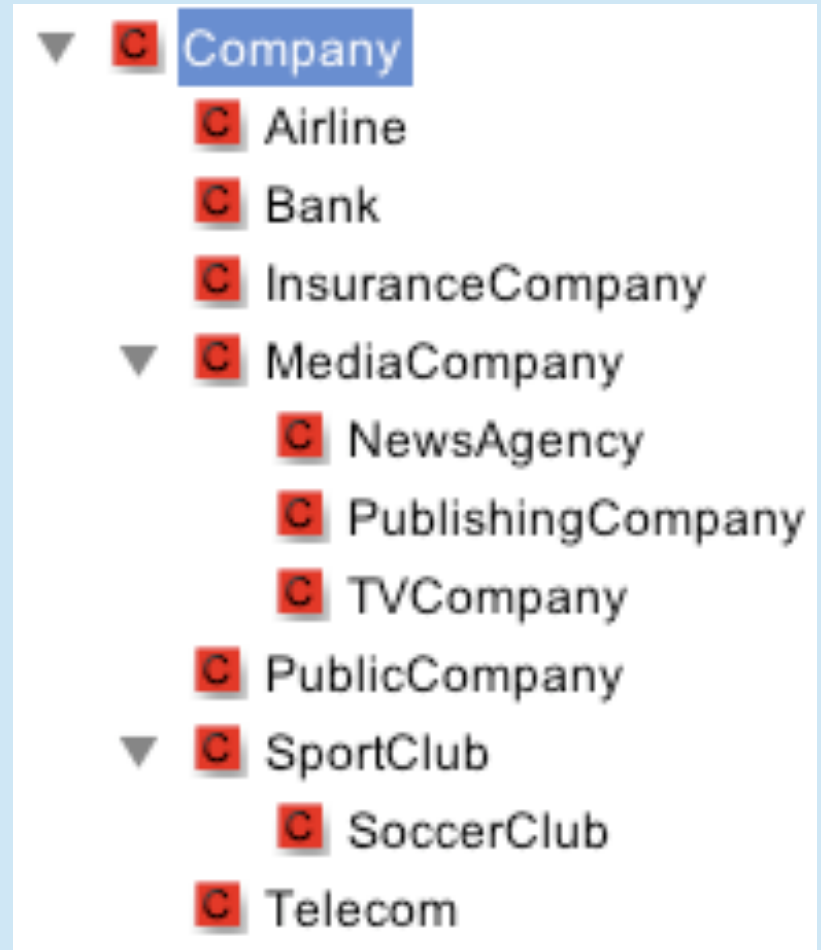 C Company
C Airline
C Bank
C InsuranceCompany
C MediaCompany
C NewsAgency
C PublishingCompany
C TVCompany
C PublicCompany
C SportClub
C SoccerClub
C Telecom